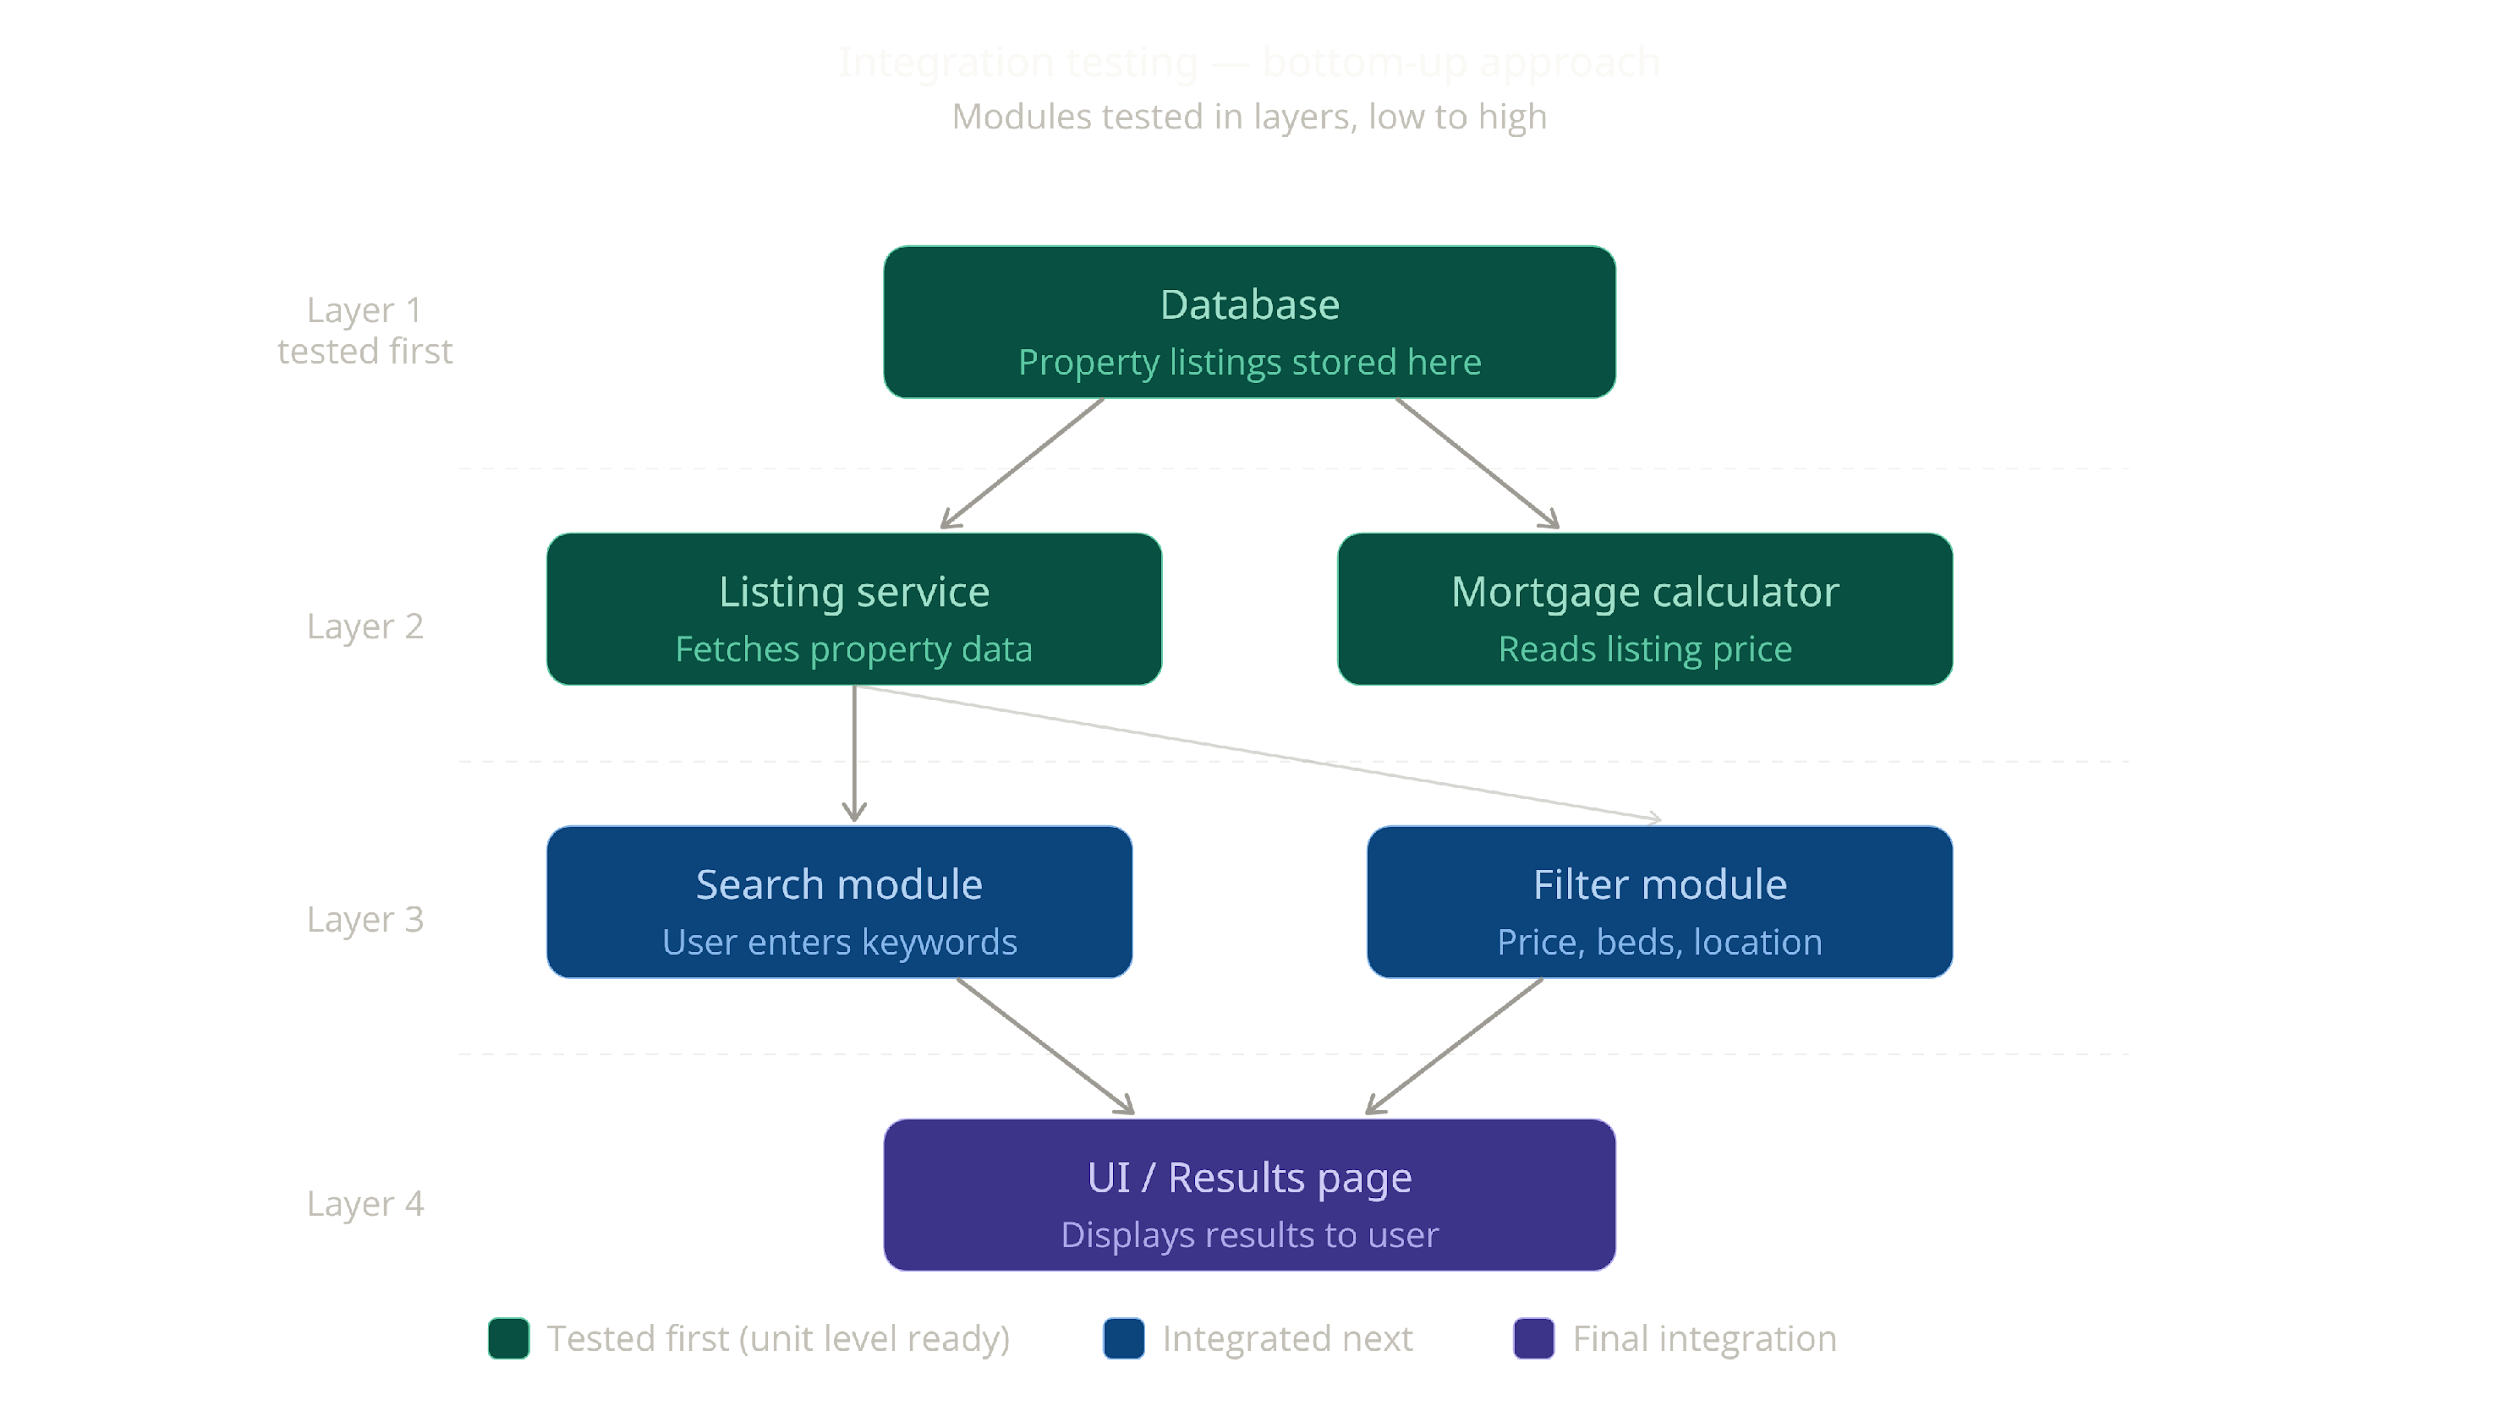 Integration testing — bottom-up approach
Modules tested in layers, low to high
Layer 1
tested first
Database
Property listings stored here
Layer 2
Listing service
Fetches property data
Mortgage calculator
Reads listing price
Layer 3
Search module
User enters keywords
Filter module
Price, beds, location
Layer 4
UI / Results page
Displays results to user
Tested first (unit level ready)
Integrated next
Final integration